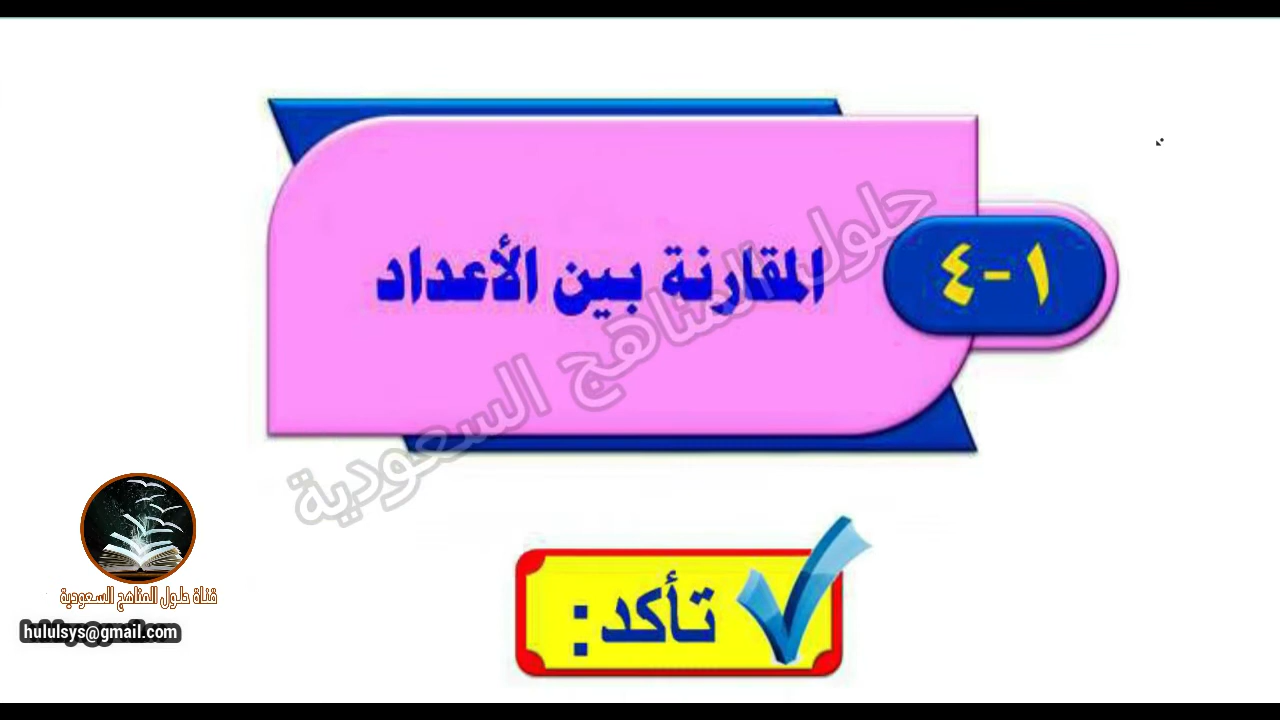 ١-٤
المقارنة بين الأعداد
حلول المناهج السعودية
تأكد:
قناة حلول المناهج السعودية
hululsys@gmail.com